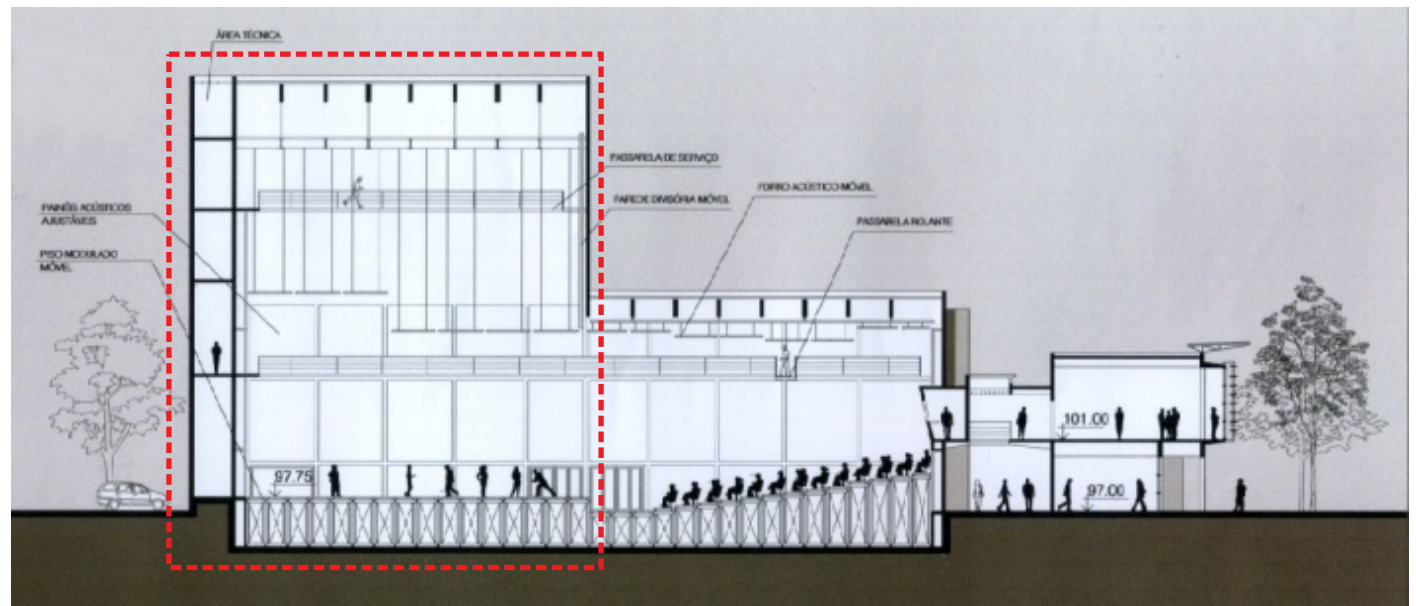 ÁREA TÉCNICA
PASSARELA DE SERVIÇO
FORRO ACÚSTICO MÓVEL
PAREDE DIVISÓRIA MÓVEL
PAINÉIS ACÚSTICOS
AJUSTÁVEIS
PASSARELA ROLANTE
PISO MODULADO
MÓVEL
101.00
97.75
97.00